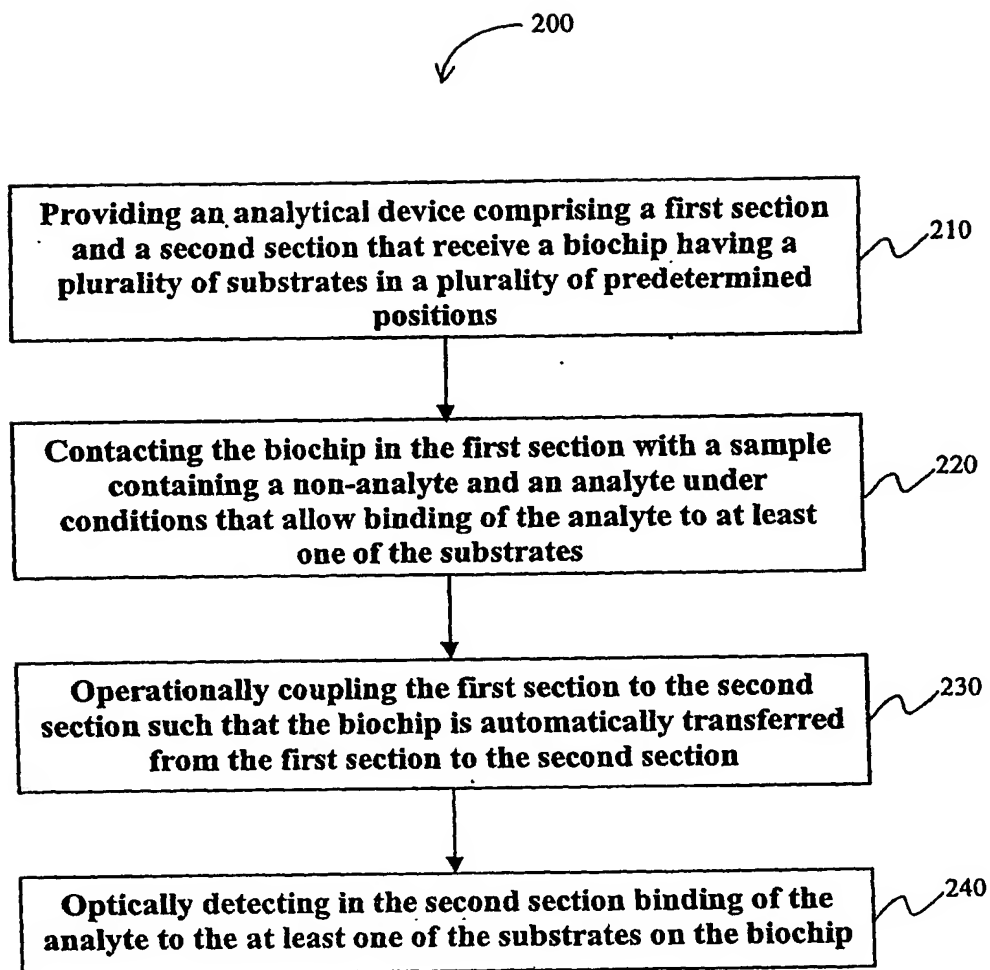 200
Providing an analytical device comprising a first section
and a second section that receive a biochip having a
plurality of substrates in a plurality of predetermined
positions
210
Contacting the biochip in the first section with a sample
containing a non-analyte and an analyte under
conditions that allow binding of the analyte to at least
one of the substrates
220
Operationally coupling the first section to the second
section such that the biochip is automatically transferred
from the first section to the second section
230
Optically detecting in the second section binding of the
analyte to the at least one of the substrates on the biochip
240